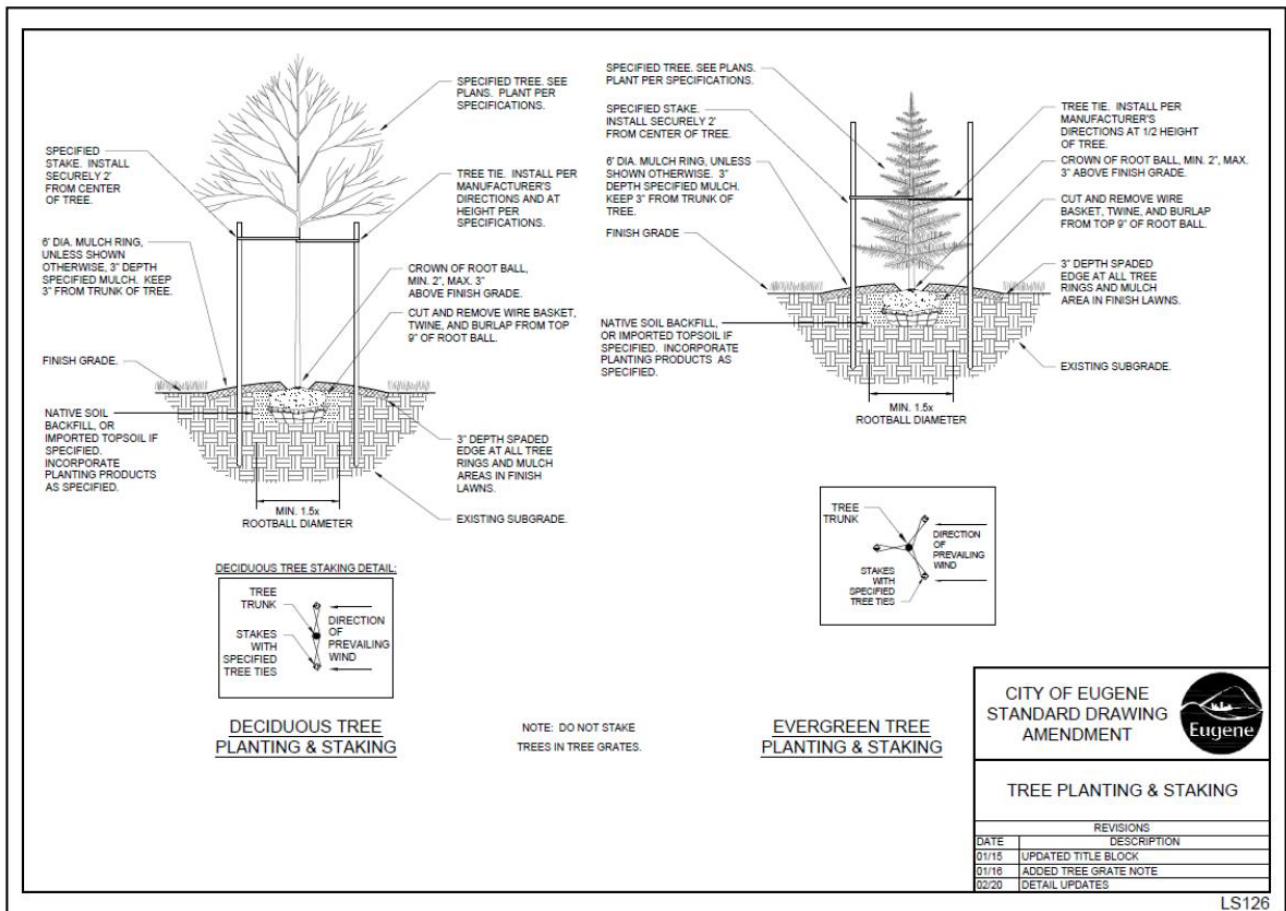 SPECIFIED TREE. SEE
PLANS. PLANT PER
SPECIFICATIONS.
SPECIFIED
STAKE. INSTALL
SECURELY 2'
FROM CENTER
OF TREE.
TREE TIE. INSTALL PER
MANUFACTURER'S
DIRECTIONS AND AT
HEIGHT PER
SPECIFICATIONS.
6' DIA. MULCH RING,
UNLESS SHOWN
OTHERWISE, 3" DEPTH
SPECIFIED MULCH. KEEP
3" FROM TRUNK OF TREE.
CROWN OF ROOT BALL,
MIN. 2", MAX. 3"
ABOVE FINISH GRADE.
CUT AND REMOVE WIRE BASKET,
TWINE, AND BURLAP FROM TOP
9" OF ROOT BALL.
FINISH GRADE.
NATIVE SOIL
BACKFILL, OR
IMPORTED TOPSOIL IF
SPECIFIED.
INCORPORATE
PLANTING PRODUCTS
AS SPECIFIED.
3" DEPTH SPADED
EDGE AT ALL TREE
RINGS AND MULCH
AREAS IN FINISH
LAWNS.
MIN. 1.5x
ROOTBALL DIAMETER
EXISTING SUBGRADE.
DECIDUOUS TREE STAKING DETAIL:
TREE
TRUNK
STAKES
WITH
SPECIFIED
TREE TIES
DIRECTION
OF
PREVAILING
WIND
DECIDUOUS TREE
PLANTING & STAKING
NOTE: DO NOT STAKE
TREES IN TREE GRATES.
SPECIFIED TREE. SEE PLANS.
PLANT PER SPECIFICATIONS.
SPECIFIED STAKE.
INSTALL SECURELY 2'
FROM CENTER OF TREE.
6' DIA. MULCH RING, UNLESS
SHOWN OTHERWISE. 3"
DEPTH SPECIFIED MULCH.
KEEP 3" FROM TRUNK OF
TREE.
FINISH GRADE
NATIVE SOIL BACKFILL,
OR IMPORTED TOPSOIL IF
SPECIFIED. INCORPORATE
PLANTING PRODUCTS AS
SPECIFIED.
TREE TIE. INSTALL PER
MANUFACTURER'S
DIRECTIONS AT 1/2 HEIGHT
OF TREE.
CROWN OF ROOT BALL, MIN. 2", MAX.
3" ABOVE FINISH GRADE.
CUT AND REMOVE WIRE
BASKET, TWINE, AND BURLAP
FROM TOP 9" OF ROOT BALL.
3" DEPTH SPADED
EDGE AT ALL TREE
RINGS AND MULCH
AREA IN FINISH LAWNS.
EXISTING SUBGRADE.
MIN. 1.5x
ROOTBALL DIAMETER
TREE
TRUNK
STAKES
WITH
SPECIFIED
TREE TIES
DIRECTION
OF
PREVAILING
WIND
EVERGREEN TREE
PLANTING & STAKING
CITY OF EUGENE
STANDARD DRAWING
AMENDMENT
Eugene
TREE PLANTING & STAKING
REVISIONS
DATE DESCRIPTION
01/15 UPDATED TITLE BLOCK
01/16 ADDED TREE GRATE NOTE
02/20 DETAIL UPDATES
LS126